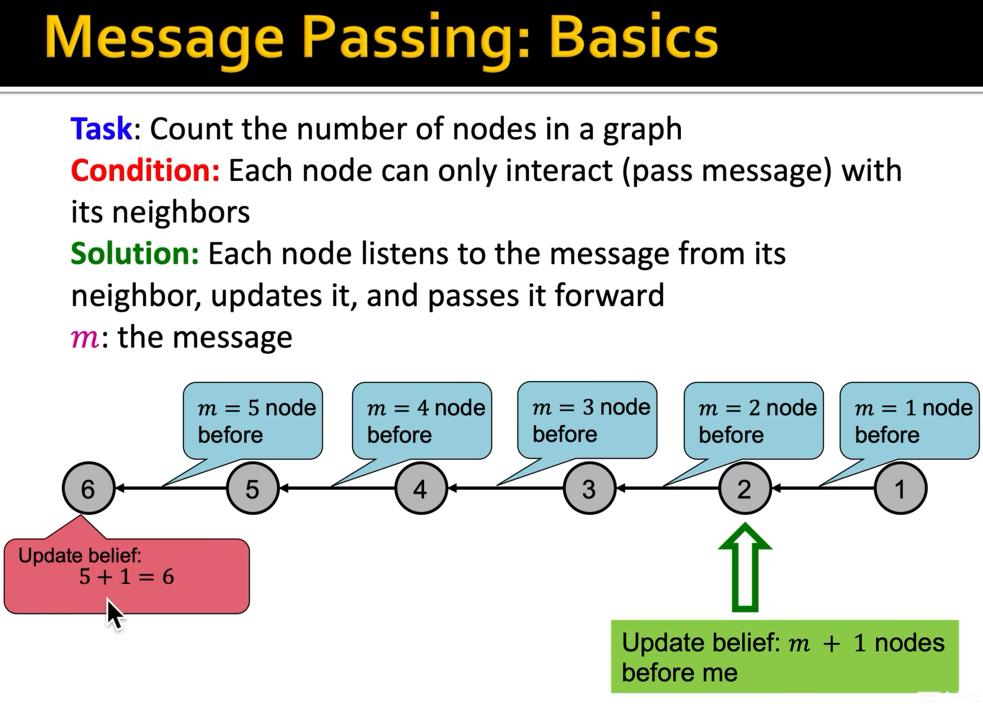 Message Passing: Basics
Task: Count the number of nodes in a graph
Condition: Each node can only interact (pass message) with
its neighbors
Solution: Each node listens to the message from its
neighbor, updates it, and passes it forward
m: the message
m = 5 node
before
m = 4 node
before
m = 3 node
before
m = 2 node
before
m = 1 node
before
6
5
4
3
2
1
Update belief:
5 + 1 = 6
Update belief: m + 1 nodes
before me